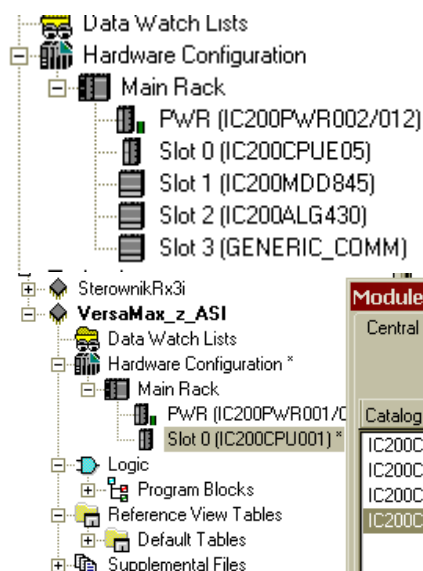 Data Watch Lists
Hardware Configuration
Main Rack
PWR (IC200PWR002/012)
Slot 0 (IC200CPUE05)
Slot 1 (IC200MDD845)
Slot 2 (IC200ALG430)
Slot 3 (GENERIC_COMM)
SterownikRx3i
VersaMax_z_ASI
Module
Data Watch Lists
Central
Hardware Configuration *
Main Rack
PWR (IC200PWR001/0
Catalog
Slot 0 (IC200CPU001) *
IC200C
Logic
IC200C
Program Blocks
IC200C
Reference View Tables
IC200C
Default Tables
Supplemental Files